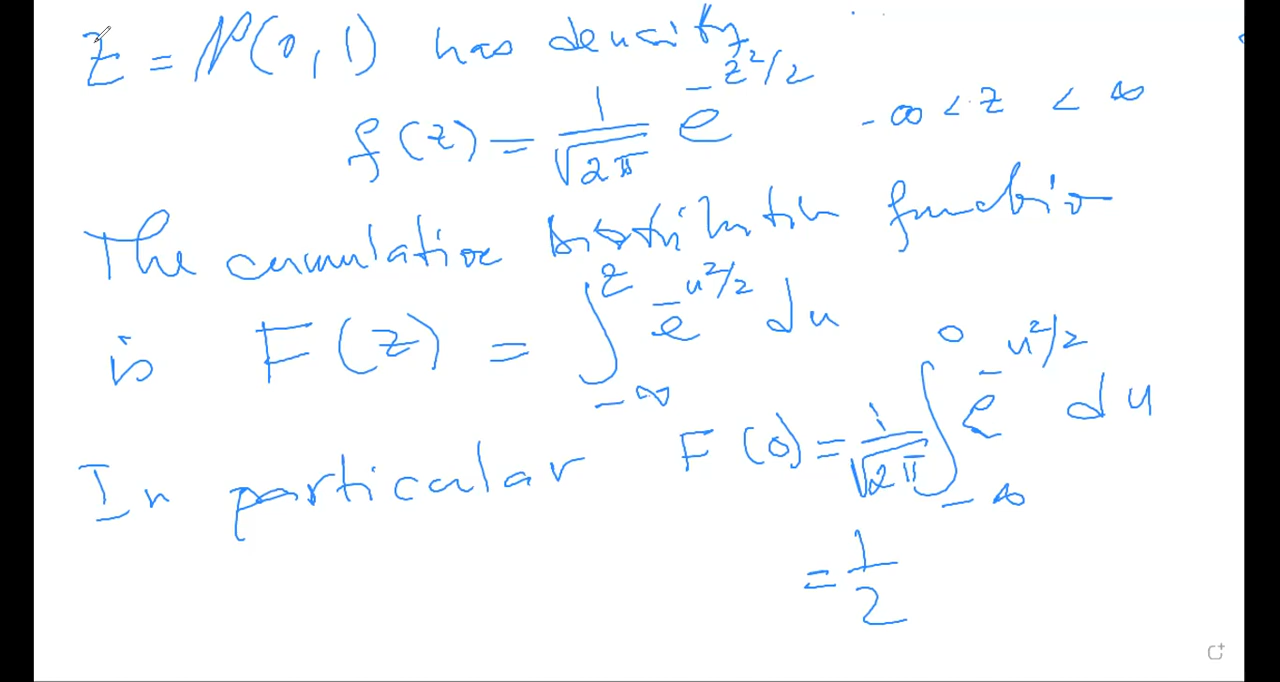 Z = N(0, 1) has density
f(z) = 1/√2π e^{-z²/2} -∞ < z < ∞
The cumulative distribution function
is F(z) = ∫_{-∞}^{z} e^{-u²/2} du
In particular F(0) = 1/√2π ∫_{-∞}^{0} e^{-u²/2} du
= 1/2